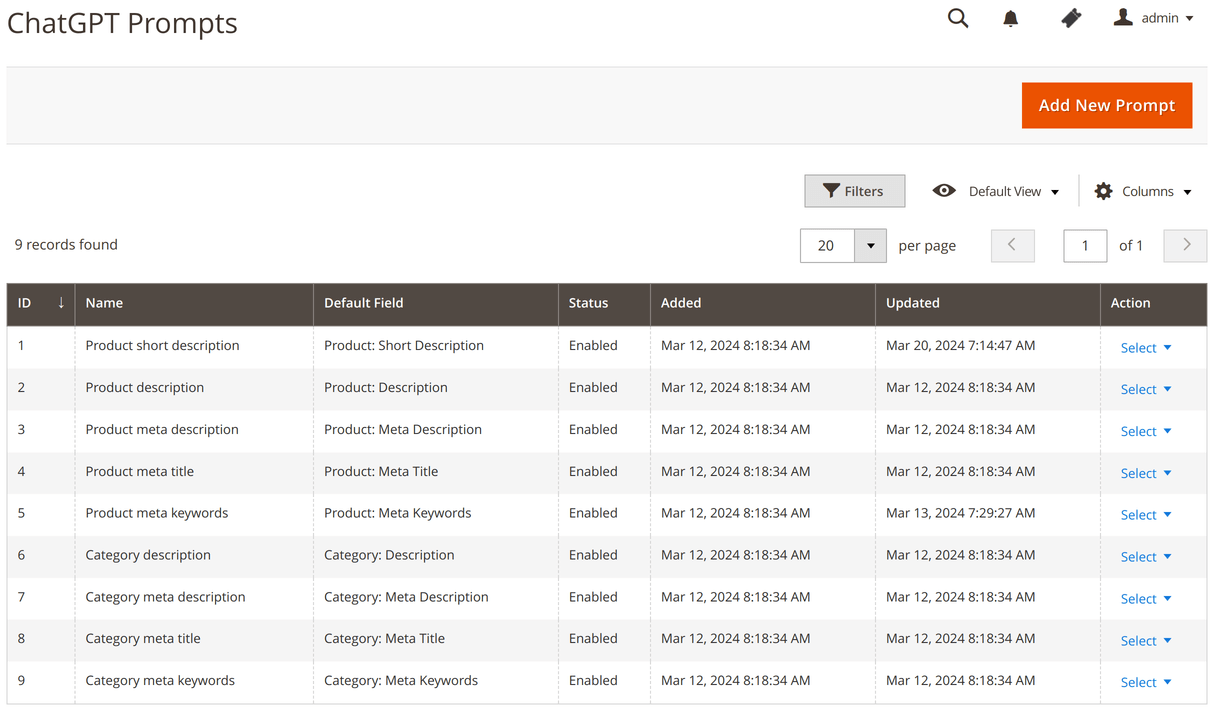 ChatGPT Prompts
admin
Add New Prompt
Filters Default View Columns
9 records found 20 per page 1 of 1
ID ↓ Name Default Field Status Added Updated Action
1 Product short description Product: Short Description Enabled Mar 12, 2024 8:18:34 AM Mar 20, 2024 7:14:47 AM Select
2 Product description Product: Description Enabled Mar 12, 2024 8:18:34 AM Mar 12, 2024 8:18:34 AM Select
3 Product meta description Product: Meta Description Enabled Mar 12, 2024 8:18:34 AM Mar 12, 2024 8:18:34 AM Select
4 Product meta title Product: Meta Title Enabled Mar 12, 2024 8:18:34 AM Mar 12, 2024 8:18:34 AM Select
5 Product meta keywords Product: Meta Keywords Enabled Mar 12, 2024 8:18:34 AM Mar 13, 2024 7:29:27 AM Select
6 Category description Category: Description Enabled Mar 12, 2024 8:18:34 AM Mar 12, 2024 8:18:34 AM Select
7 Category meta description Category: Meta Description Enabled Mar 12, 2024 8:18:34 AM Mar 12, 2024 8:18:34 AM Select
8 Category meta title Category: Meta Title Enabled Mar 12, 2024 8:18:34 AM Mar 12, 2024 8:18:34 AM Select
9 Category meta keywords Category: Meta Keywords Enabled Mar 12, 2024 8:18:34 AM Mar 12, 2024 8:18:34 AM Select